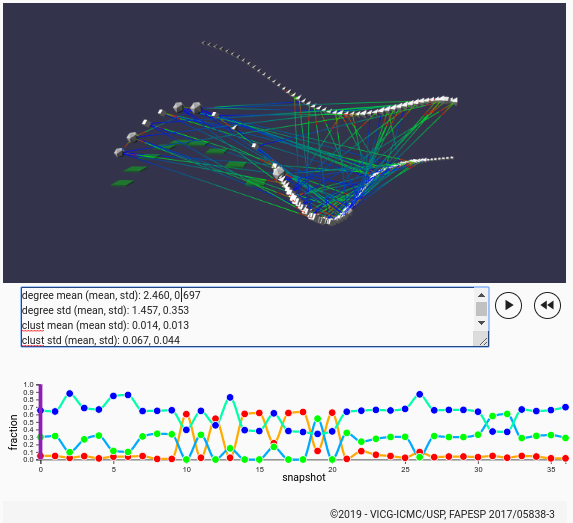 degree mean (mean, std): 2.460, 0.697
degree std (mean, std): 1.457, 0.353
clust mean (mean, std): 0.014, 0.013
clust std (mean, std): 0.067, 0.044
1.0
0.9
0.8
0.7
0.6
0.5
0.4
0.3
0.2
0.1
0.0
fraction
0 5 10 15 20 25 30 35
snapshot
©2019 - VICG-ICMC/USP, FAPESP 2017/05838-3